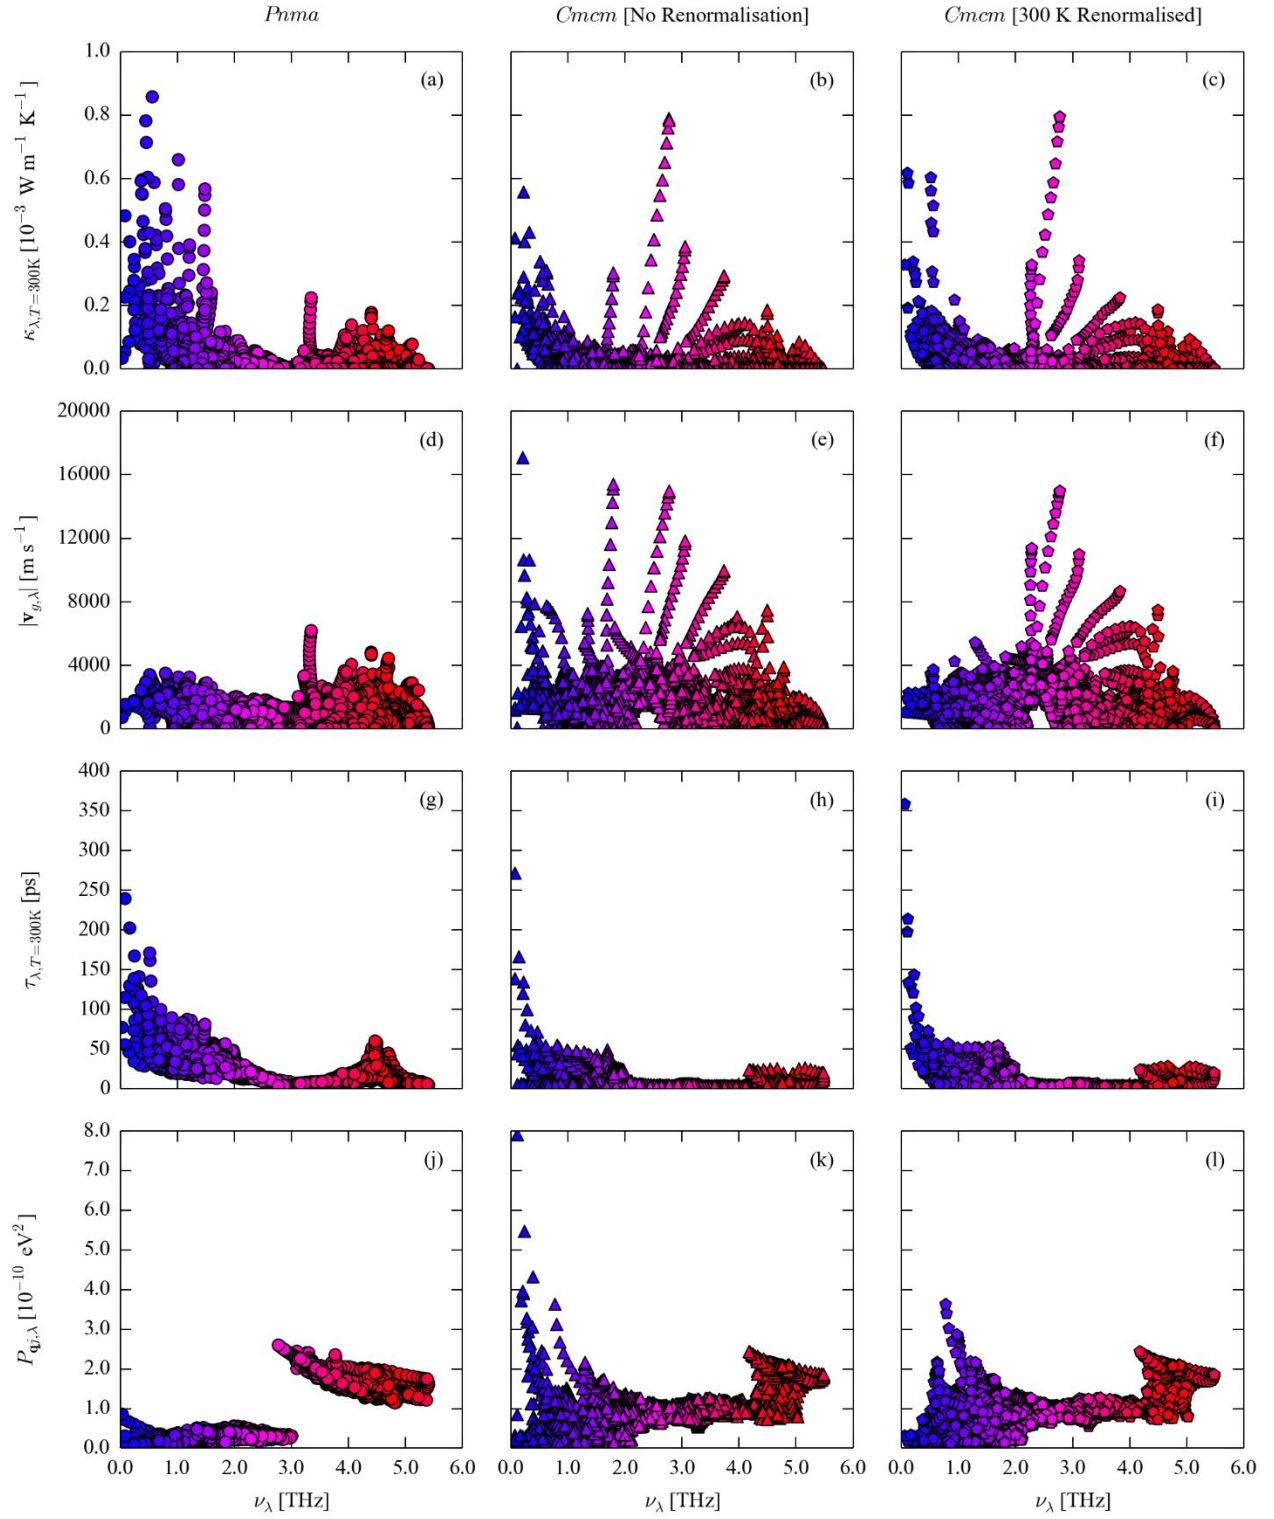 Pnma Cmcm [No Renormalisation] Cmcm [300 K Renormalised]
κλ,T=300K [10−3 W m−1 K−1]
1.0
0.8
0.6
0.4
0.2
0.0
(a) (b) (c)
|vg,λ| [m s−1]
20000
16000
12000
8000
4000
0
(d) (e) (f)
τλ,T=300K [ps]
400
350
300
250
200
150
100
50
0
(g) (h) (i)
Pqj,λ [10−10 eV2]
8.0
7.0
6.0
5.0
4.0
3.0
2.0
1.0
0.0
(j) (k) (l)
0.0 1.0 2.0 3.0 4.0 5.0 6.0 0.0 1.0 2.0 3.0 4.0 5.0 6.0 0.0 1.0 2.0 3.0 4.0 5.0 6.0
νλ [THz] νλ [THz] νλ [THz]